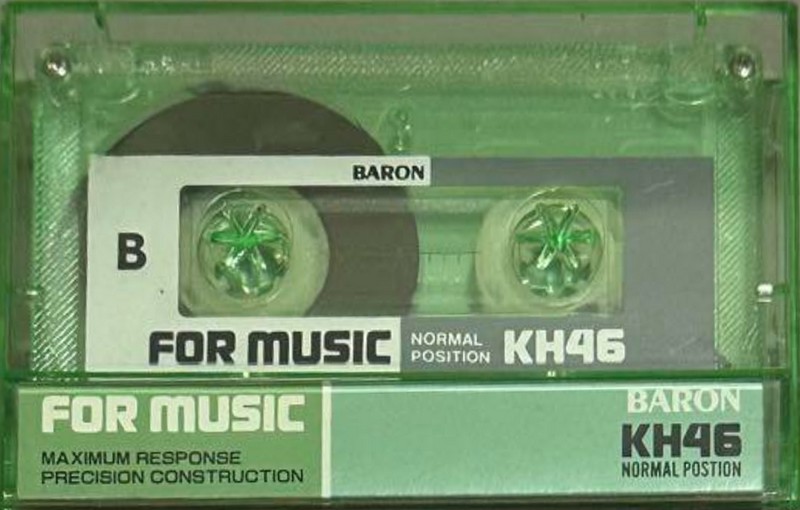 BARON
B
FOR MUSIC NORMAL POSITION KH46
FOR MUSIC
MAXIMUM RESPONSE
PRECISION CONSTRUCTION
BARON
KH46
NORMAL POSTION